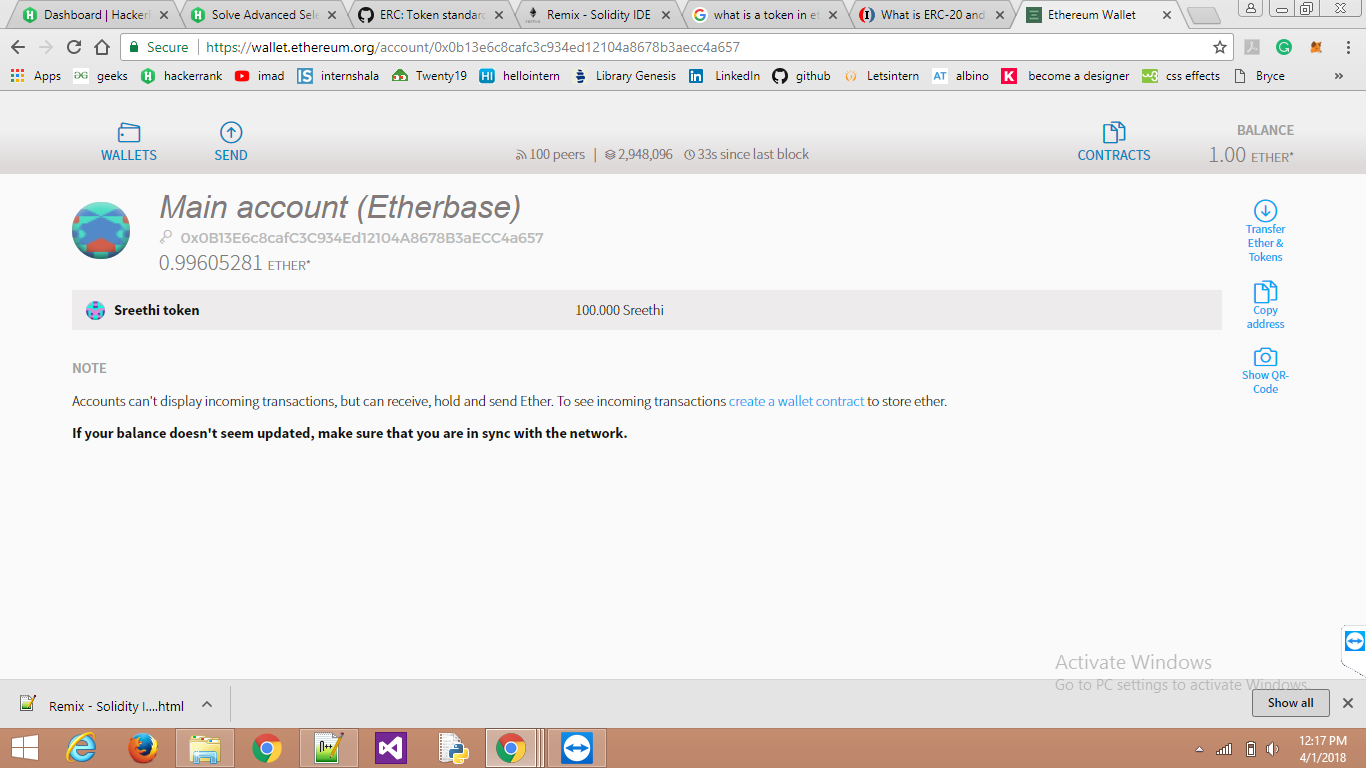 Dashboard | Hackerl
Solve Advanced Sele
ERC: Token standard
Remix - Solidity IDE
what is a token in et
What is ERC-20 and
Ethereum Wallet
Secure
https://wallet.ethereum.org/account/0x0b13e6c8cafc3c934ed12104a8678b3aecc4a657
Apps
geeks
hackerrank
imad
internshala
Twenty19
hellointern
Library Genesis
LinkedIn
github
Letsintern
albino
become a designer
css effects
Bryce
»
WALLETS
SEND
100 peers | 2,948,096 33s since last block
CONTRACTS
BALANCE
1.00 ETHER*
Main account (Etherbase)
0x0B13E6c8cafC3C934Ed12104A8678B3aECC4a657
0.99605281 ETHER*
Transfer
Ether &
Tokens
Sreethi token
100.000 Sreethi
Copy
address
Show QR-
Code
NOTE
Accounts can't display incoming transactions, but can receive, hold and send Ether. To see incoming transactions create a wallet contract to store ether.
If your balance doesn't seem updated, make sure that you are in sync with the network.
Activate Windows
Go to PC settings to activate Windows.
Remix - Solidity I....html
Show all
12:17 PM
4/1/2018